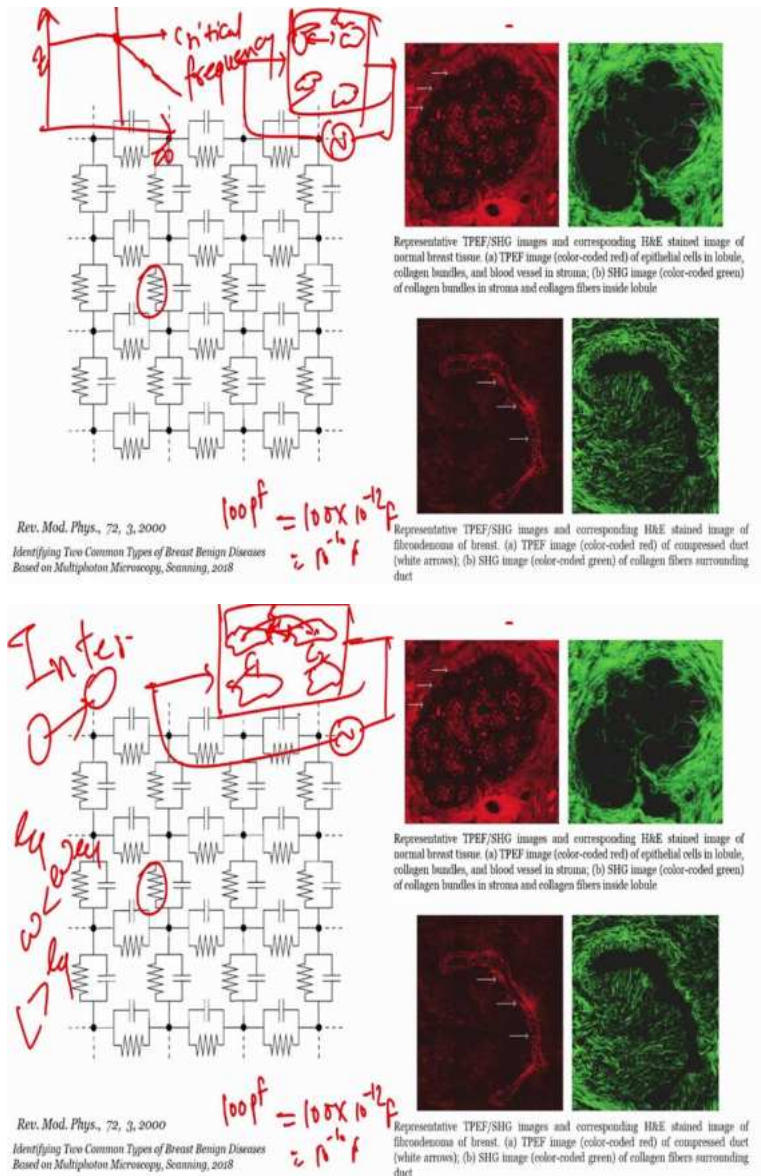 Critical
frequency
Z
Representative TPEF/SHG images and corresponding H&E stained image of
normal breast tissue. (a) TPEF image (color-coded red) of epithelial cells in lobule,
collagen bundles, and blood vessel in stroma; (b) SHG image (color-coded green)
of collagen bundles in stroma and collagen fibers inside lobule
100pf = 100x 10-12 f
= 10-10 f
Rev. Mod. Phys., 72, 3, 2000
Identifying Two Common Types of Breast Benign Diseases
Based on Multiphoton Microscopy, Scanning, 2018
Representative TPEF/SHG images and corresponding H&E stained image of
fibroadenoma of breast. (a) TPEF image (color-coded red) of compressed duct
(white arrows); (b) SHG image (color-coded green) of collagen fibers surrounding
duct
Inter-
Representative TPEF/SHG images and corresponding H&E stained image of
normal breast tissue. (a) TPEF image (color-coded red) of epithelial cells in lobule,
collagen bundles, and blood vessel in stroma; (b) SHG image (color-coded green)
of collagen bundles in stroma and collagen fibers inside lobule
100pf = 100x 10-12 f
= 10-10 f
Rev. Mod. Phys., 72, 3, 2000
Identifying Two Common Types of Breast Benign Diseases
Based on Multiphoton Microscopy, Scanning, 2018
Representative TPEF/SHG images and corresponding H&E stained image of
fibroadenoma of breast. (a) TPEF image (color-coded red) of compressed duct
(white arrows); (b) SHG image (color-coded green) of collagen fibers surrounding
duct